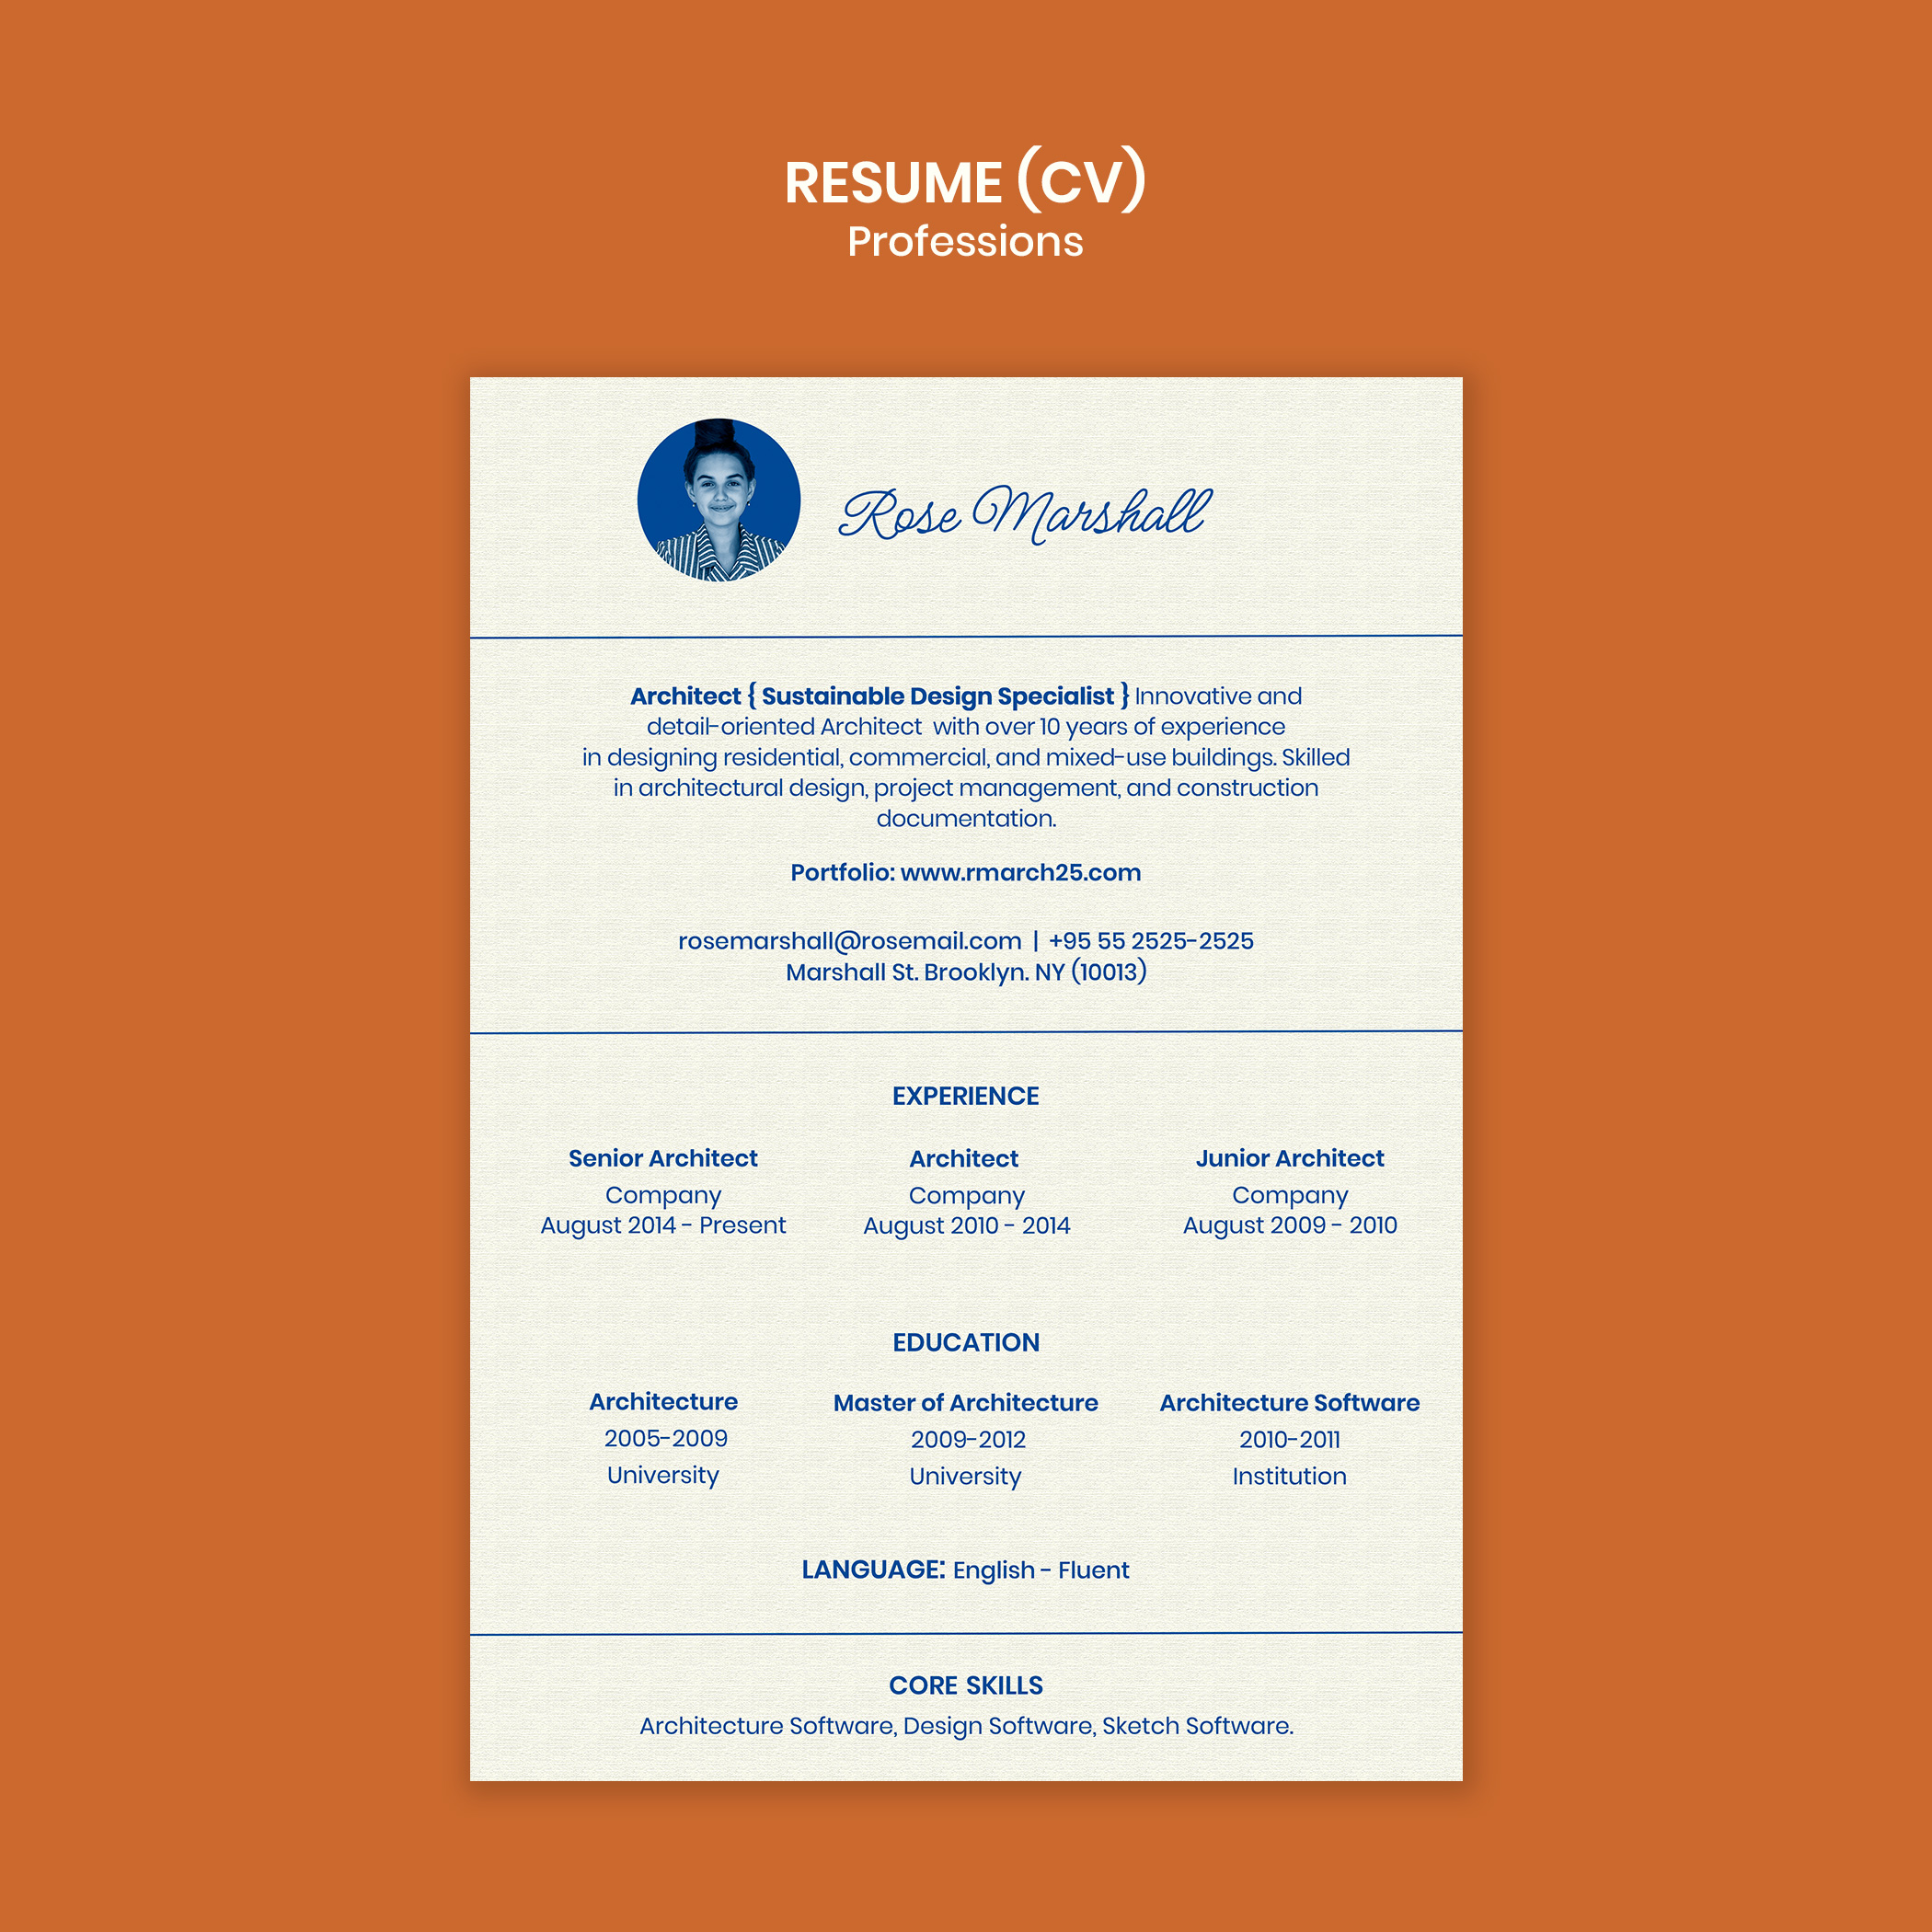 RESUME (CV)
Professions
Rose Marshall
Architect { Sustainable Design Specialist } Innovative and
detail-oriented Architect with over 10 years of experience
in designing residential, commercial, and mixed-use buildings. Skilled
in architectural design, project management, and construction
documentation.
Portfolio: www.rmarch25.com
rosemarshall@rosemail.com | +95 55 2525-2525
Marshall St. Brooklyn. NY (10013)
EXPERIENCE
Senior Architect
Company
August 2014 - Present
Architect
Company
August 2010 - 2014
Junior Architect
Company
August 2009 - 2010
EDUCATION
Architecture
2005-2009
University
Master of Architecture
2009-2012
University
Architecture Software
2010-2011
Institution
LANGUAGE: English - Fluent
CORE SKILLS
Architecture Software, Design Software, Sketch Software.